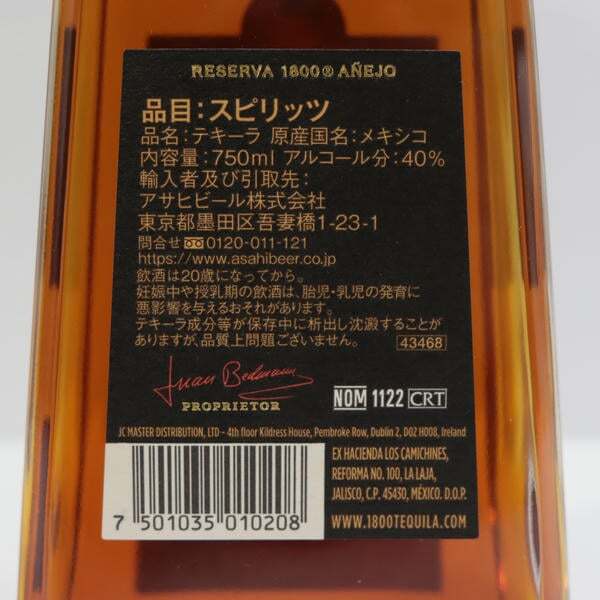 RESERVA 1800® AÑEJO
品目：スピリッツ
品名：テキーラ 原産国名：メキシコ
内容量：750ml アルコール分：40%
輸入者及び引取先：
アサヒビール株式会社
東京都墨田区吾妻橋1-23-1
問合せ 0120-011-121
https://www.asahibeer.co.jp
飲酒は20歳になってから。
妊娠中や授乳期の飲酒は、胎児・乳児の発育に
悪影響を与えるおそれがあります。
テキーラ成分等が保存中に析出し沈澱することが
ありますが、品質上問題ございません。
43468
Juan Beckmann
PROPRIETOR
NOM 1122 CRT
JC MASTER DISTRIBUTION, LTD – 4th floor Kildress House, Pembroke Row, Dublin 2, D02 H008, Ireland
EX HACIENDA LOS CAMICHINES,
REFORMA NO. 100, LA LAJA,
JALISCO, C.P. 45430, MÉXICO. D.O.P.
WWW.1800TEQUILA.COM
7 501035 010208